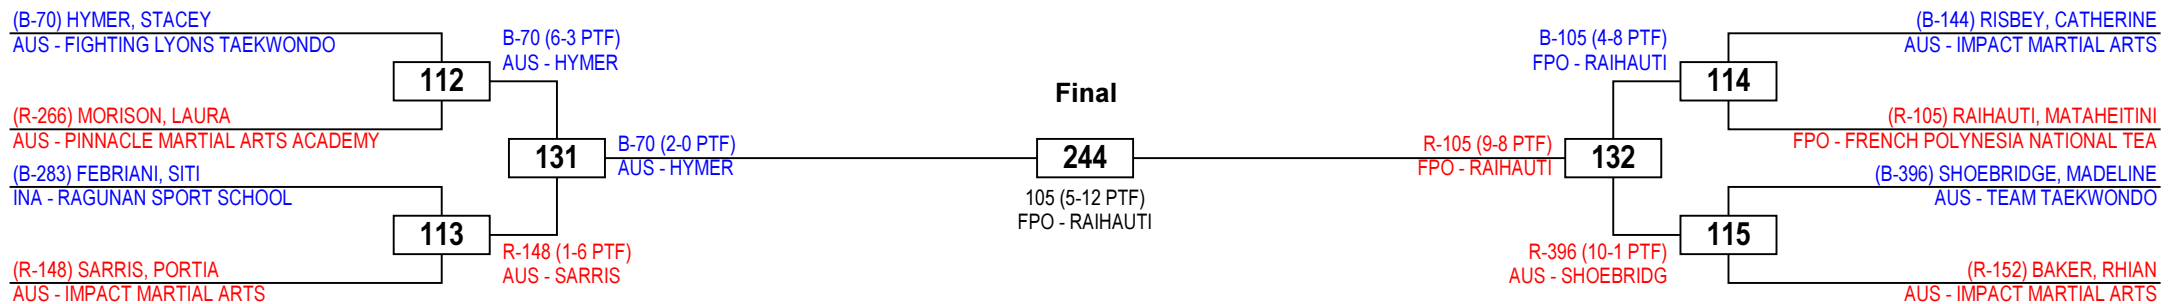 (B-70) HYMER, STACEY
AUS - FIGHTING LYONS TAEKWONDO
112
(R-266) MORISON, LAURA
AUS - PINNACLE MARTIAL ARTS ACADEMY
(B-283) FEBRIANI, SITI
INA - RAGUNAN SPORT SCHOOL
113
(R-148) SARRIS, PORTIA
AUS - IMPACT MARTIAL ARTS
B-70 (6-3 PTF)
AUS - HYMER
131
R-148 (1-6 PTF)
AUS - SARRIS
B-70 (2-0 PTF)
AUS - HYMER
Final
244
105 (5-12 PTF)
FPO - RAIHAUTI
R-105 (9-8 PTF)
FPO - RAIHAUTI
B-105 (4-8 PTF)
FPO - RAIHAUTI
132
R-396 (10-1 PTF)
AUS - SHOEBRIDG
(B-144) RISBEY, CATHERINE
AUS - IMPACT MARTIAL ARTS
114
(R-105) RAIHAUTI, MATAHEITINI
FPO - FRENCH POLYNESIA NATIONAL TEA
(B-396) SHOEBRIDGE, MADELINE
AUS - TEAM TAEKWONDO
115
(R-152) BAKER, RHIAN
AUS - IMPACT MARTIAL ARTS